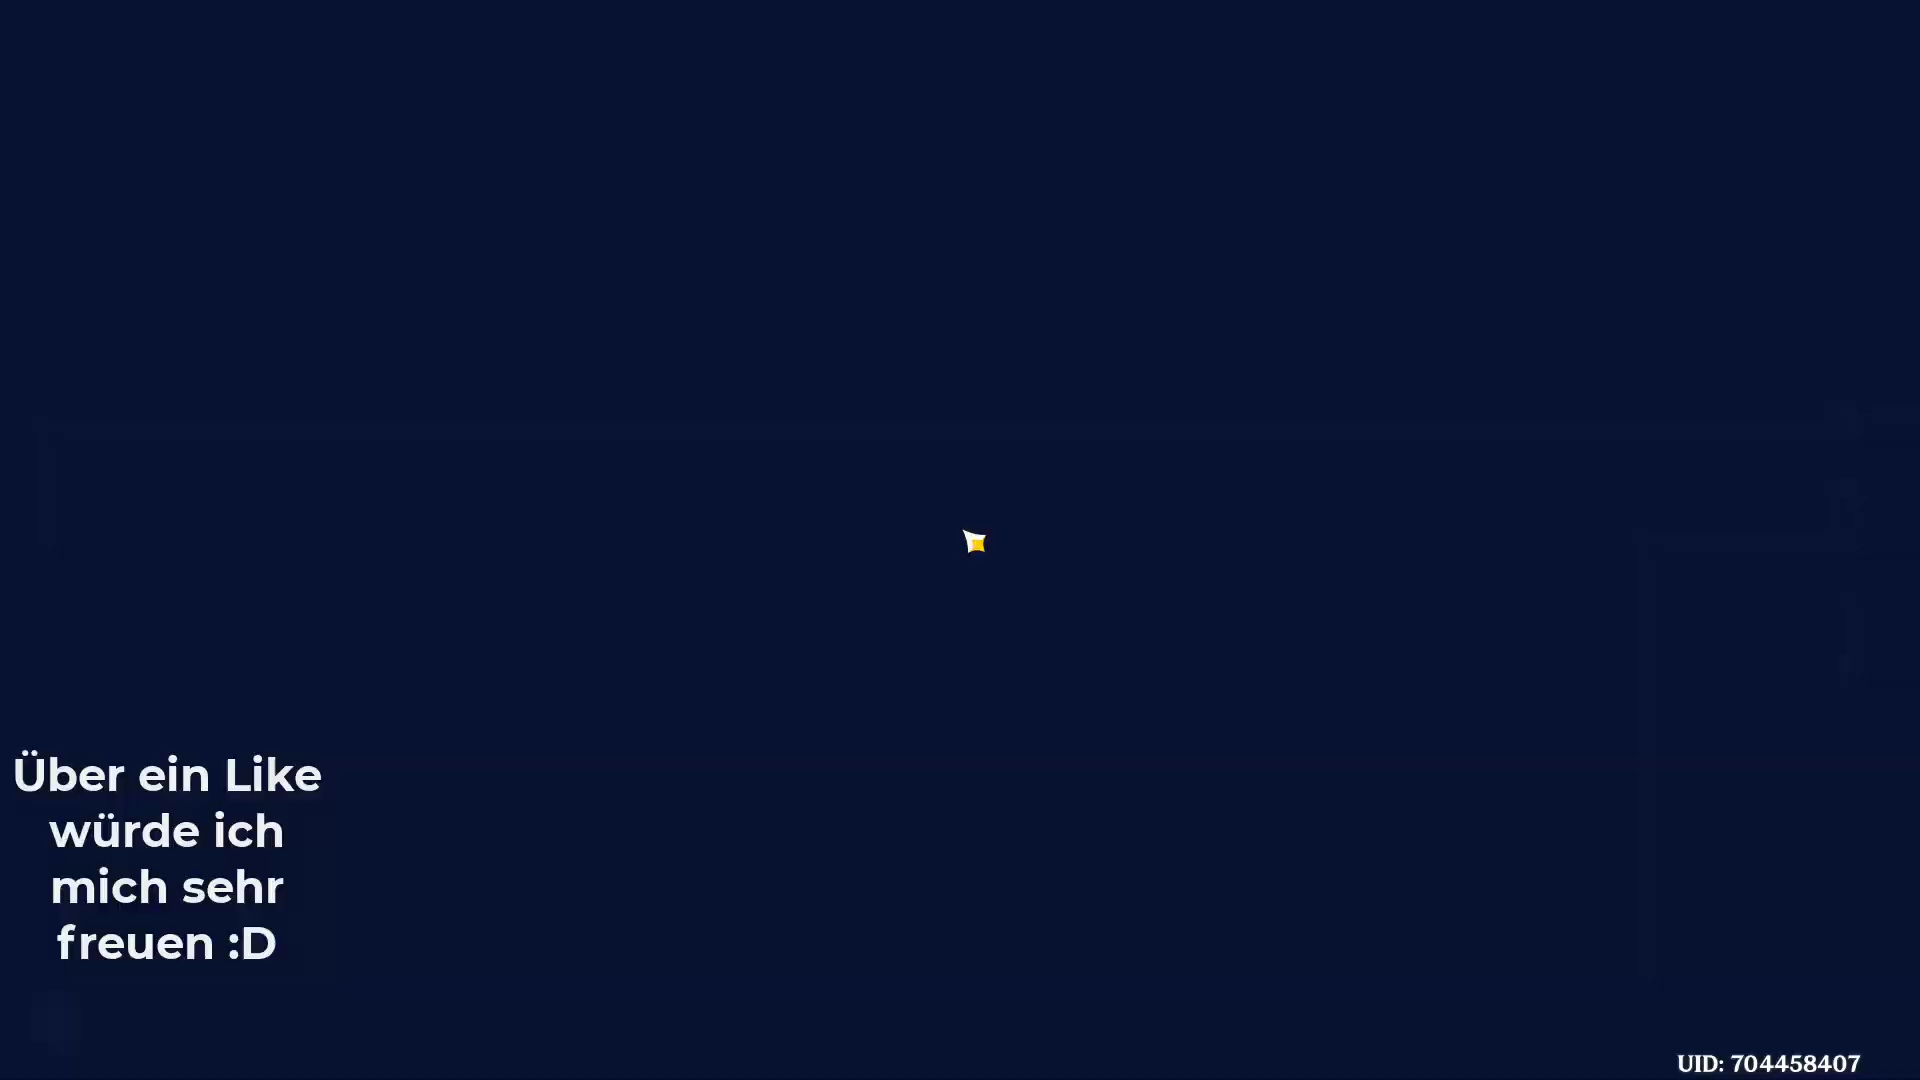 Über ein Like
würde ich
mich sehr
freuen :D
UID: 704458407